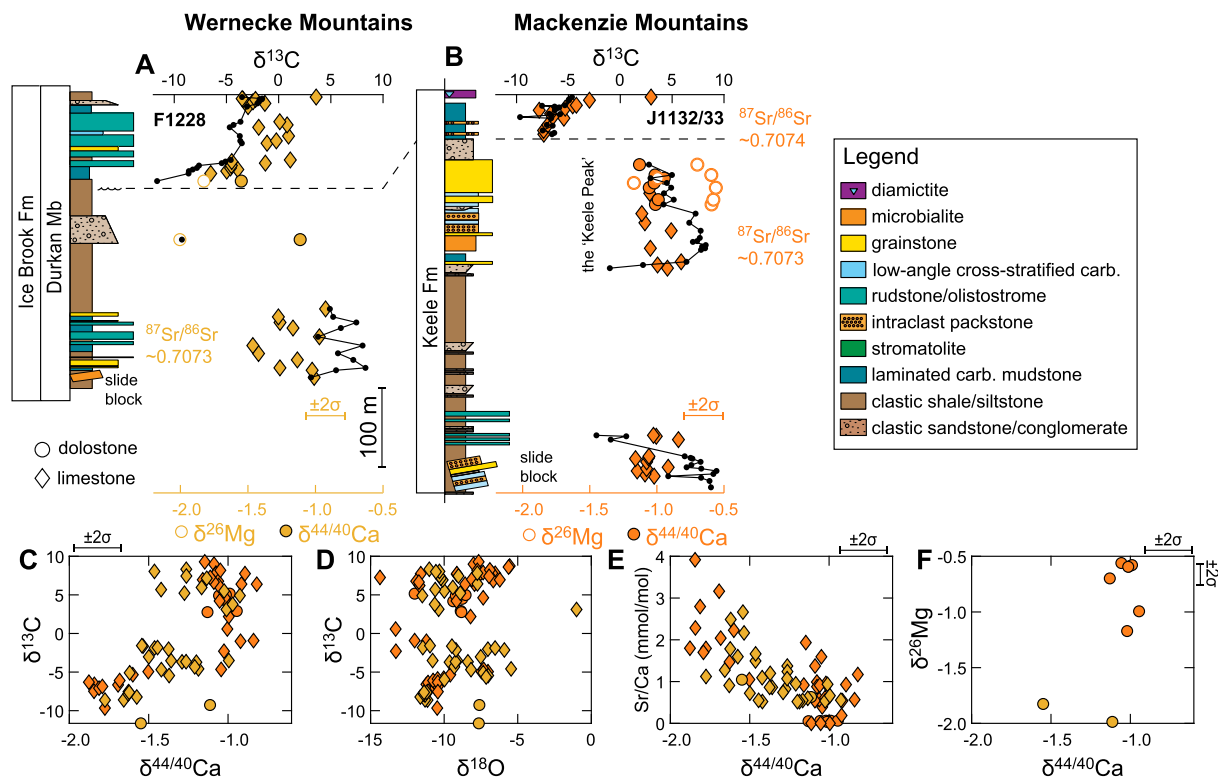 Wernecke Mountains
Mackenzie Mountains
A
δ13C
-10 -5 0 5 10
F1228
Ice Brook Fm
Durkan Mb
87Sr/86Sr
~0.7073
slide
block
±2σ
100 m
dolostone
limestone
-2.0 -1.5 -1.0
δ26Mg
δ44/40Ca
B
δ13C
-10 -5 0 5 10
J1132/33
87Sr/86Sr
~0.7074
Keele Fm
the 'Keele Peak'
87Sr/86Sr
~0.7073
±2σ
slide
block
-2.0 -1.5 -1.0 -0.5
δ26Mg
δ44/40Ca
Legend
diamictite
microbialite
grainstone
low-angle cross-stratified carb.
rudstone/olistostrome
intraclast packstone
stromatolite
laminated carb. mudstone
clastic shale/siltstone
clastic sandstone/conglomerate
C
±2σ
δ13C
10
5
0
-5
-10
-2.0 -1.5 -1.0
δ44/40Ca
D
δ13C
10
5
0
-5
-10
-15 -10 -5 0
δ18O
E
±2σ
Sr/Ca (mmol/mol)
4
3
2
1
0
-2.0 -1.5 -1.0
δ44/40Ca
F
±2σ
±2σ
δ26Mg
-0.5
-1.0
-1.5
-2.0
-2.0 -1.5 -1.0
δ44/40Ca